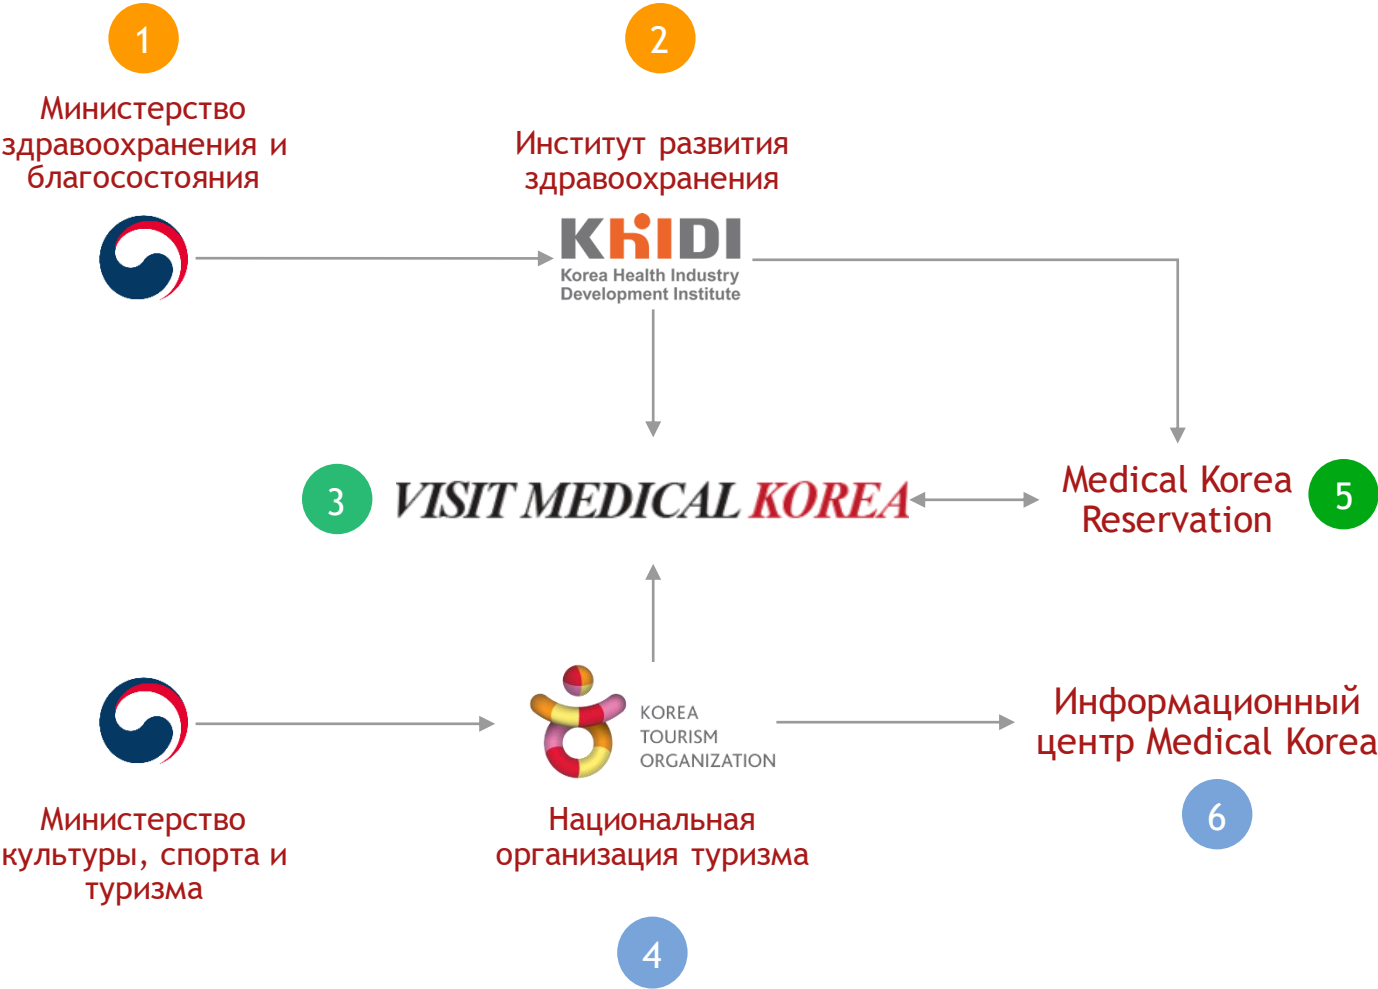 1
2
Министерство
здравоохранения и
благосостояния
Институт развития
здравоохранения
KHIDI
Korea Health Industry
Development Institute
3
VISIT MEDICAL KOREA
Medical Korea
Reservation
5
KOREA
TOURISM
ORGANIZATION
Информационный
центр Medical Korea
6
Министерство
культуры, спорта и
туризма
Национальная
организация туризма
4